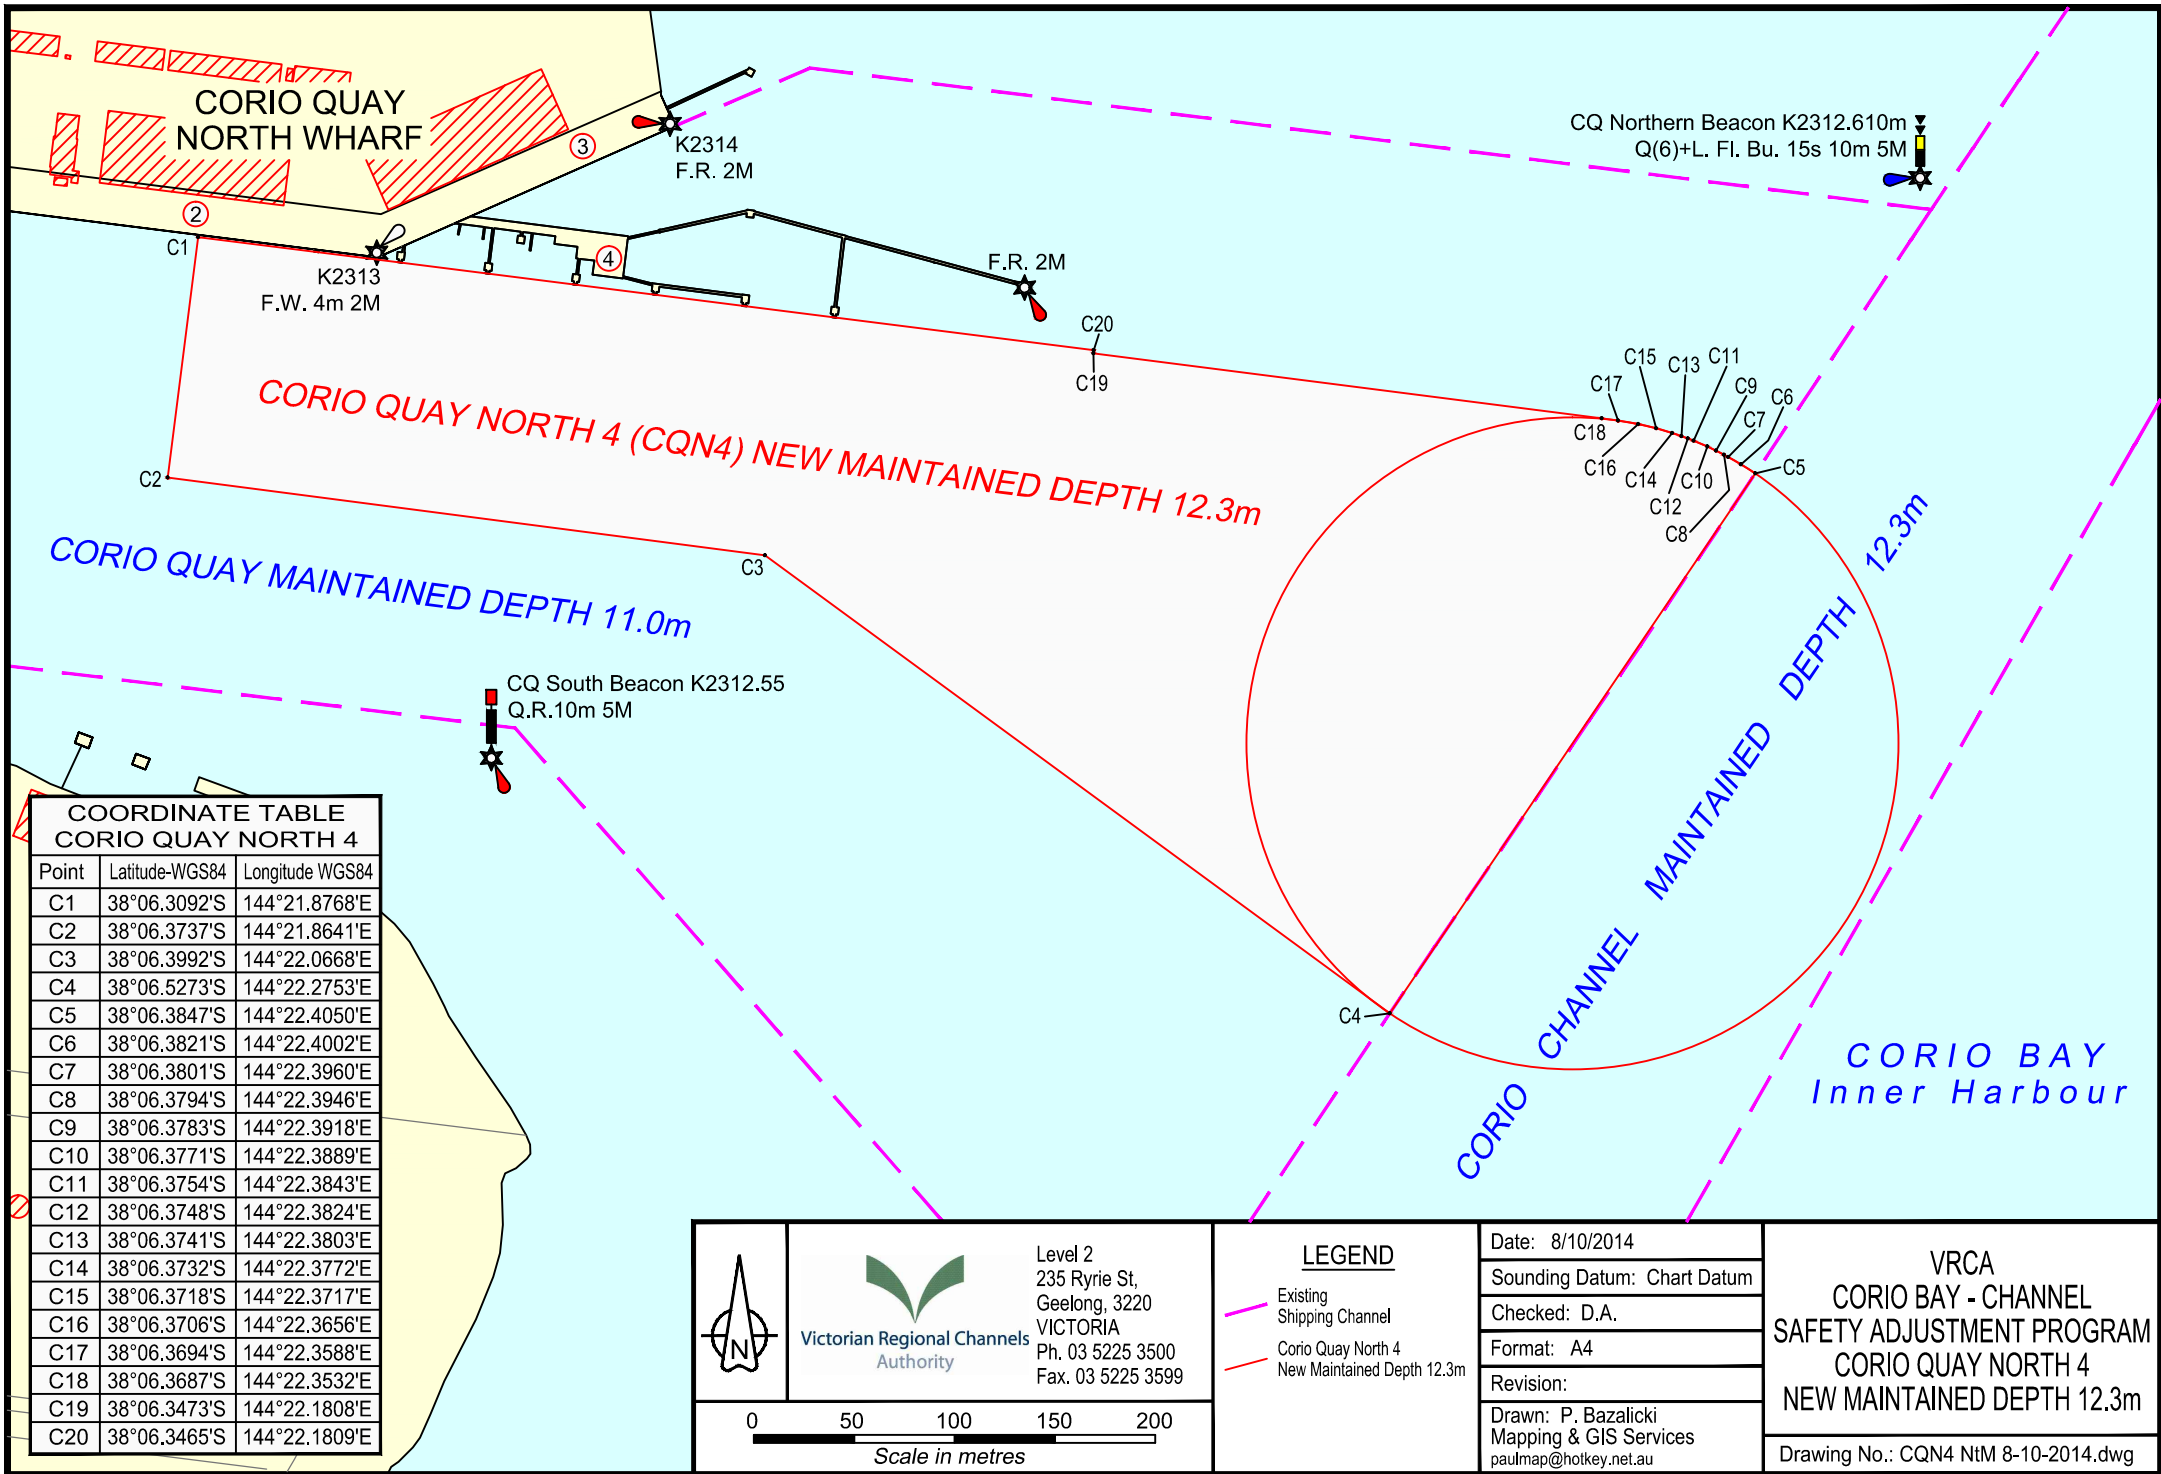 CORIO QUAY
NORTH WHARF
3
K2314
F.R. 2M
CQ Northern Beacon K2312.610m
Q(6)+L. Fl. Bu. 15s 10m 5M
2
C1
K2313
F.W. 4m 2M
4
F.R. 2M
C20
C19
C15
C13
C11
C17
C9
C6
C7
C18
C16
C14
C12
C10
C8
C5
CORIO QUAY NORTH 4 (CQN4) NEW MAINTAINED DEPTH 12.3m
C2
C3
CORIO QUAY MAINTAINED DEPTH 11.0m
CQ South Beacon K2312.55
Q.R.10m 5M
C4
CORIO CHANNEL MAINTAINED DEPTH 12.3m
CORIO BAY
Inner Harbour
COORDINATE TABLE
CORIO QUAY NORTH 4
Point Latitude-WGS84 Longitude WGS84
C1 38°06.3092'S 144°21.8768'E
C2 38°06.3737'S 144°21.8641'E
C3 38°06.3992'S 144°22.0668'E
C4 38°06.5273'S 144°22.2753'E
C5 38°06.3847'S 144°22.4050'E
C6 38°06.3821'S 144°22.4002'E
C7 38°06.3801'S 144°22.3960'E
C8 38°06.3794'S 144°22.3946'E
C9 38°06.3783'S 144°22.3918'E
C10 38°06.3771'S 144°22.3889'E
C11 38°06.3754'S 144°22.3843'E
C12 38°06.3748'S 144°22.3824'E
C13 38°06.3741'S 144°22.3803'E
C14 38°06.3732'S 144°22.3772'E
C15 38°06.3718'S 144°22.3717'E
C16 38°06.3706'S 144°22.3656'E
C17 38°06.3694'S 144°22.3588'E
C18 38°06.3687'S 144°22.3532'E
C19 38°06.3473'S 144°22.1808'E
C20 38°06.3465'S 144°22.1809'E
N
Victorian Regional Channels
Authority
Level 2
235 Ryrie St,
Geelong, 3220
VICTORIA
Ph. 03 5225 3500
Fax. 03 5225 3599
0 50 100 150 200
Scale in metres
LEGEND
Existing
Shipping Channel
Corio Quay North 4
New Maintained Depth 12.3m
Date: 8/10/2014
Sounding Datum: Chart Datum
Checked: D.A.
Format: A4
Revision:
Drawn: P. Bazalicki
Mapping & GIS Services
paulmap@hotkey.net.au
VRCA
CORIO BAY - CHANNEL
SAFETY ADJUSTMENT PROGRAM
CORIO QUAY NORTH 4
NEW MAINTAINED DEPTH 12.3m
Drawing No.: CQN4 NtM 8-10-2014.dwg